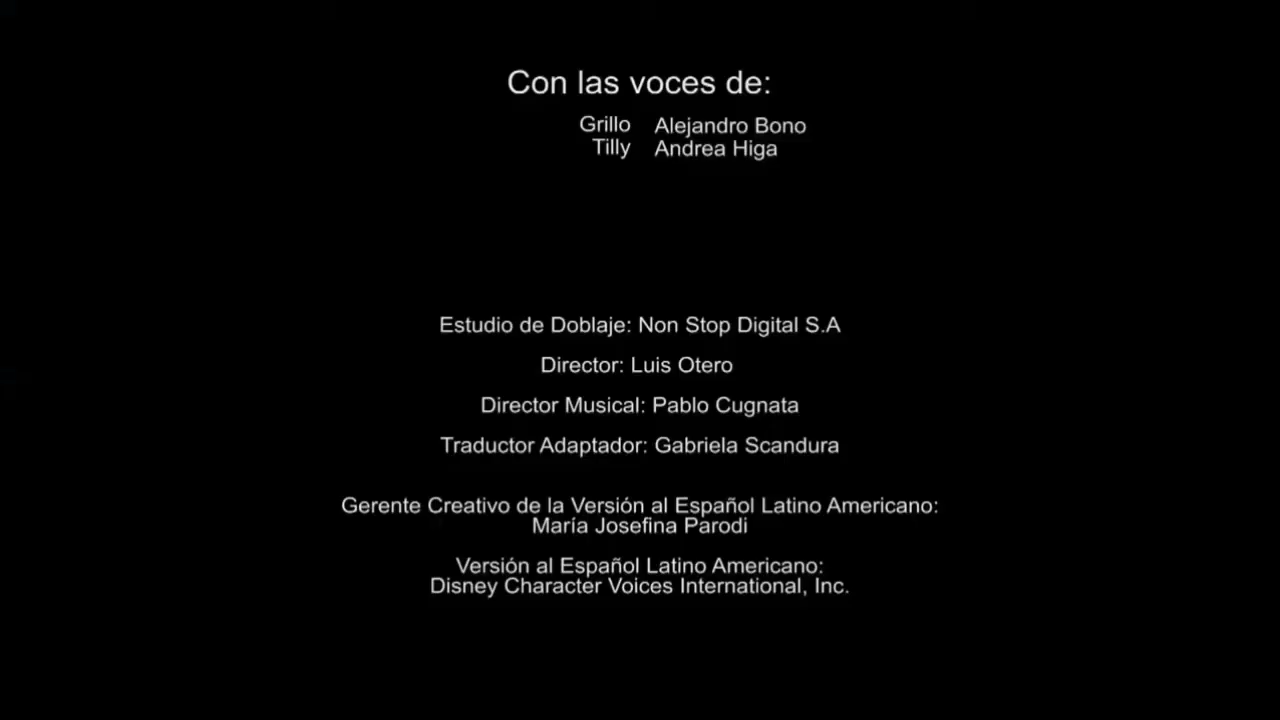 Con las voces de:
Grillo Alejandro Bono
Tilly Andrea Higa
Estudio de Doblaje: Non Stop Digital S.A
Director: Luis Otero
Director Musical: Pablo Cugnata
Traductor Adaptador: Gabriela Scandura
Gerente Creativo de la Versión al Español Latino Americano:
María Josefina Parodi
Versión al Español Latino Americano:
Disney Character Voices International, Inc.